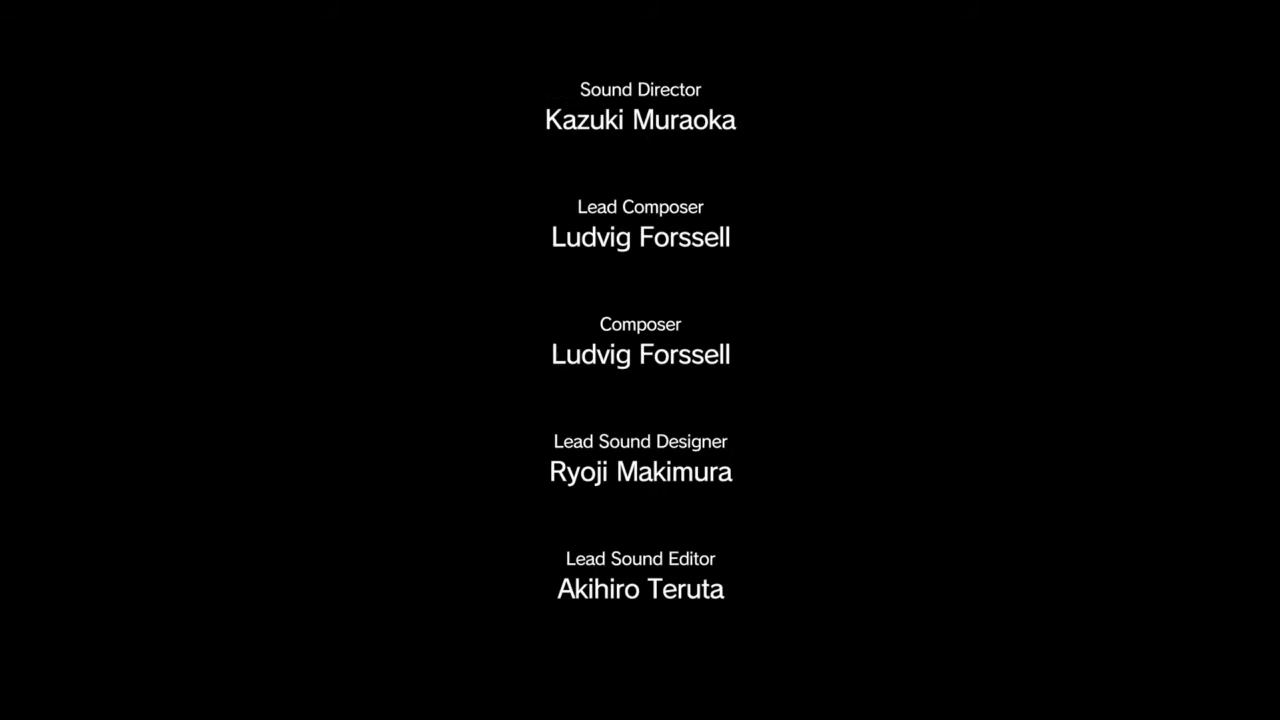 Sound Director
Kazuki Muraoka
Lead Composer
Ludvig Forssell
Composer
Ludvig Forssell
Lead Sound Designer
Ryoji Makimura
Lead Sound Editor
Akihiro Teruta